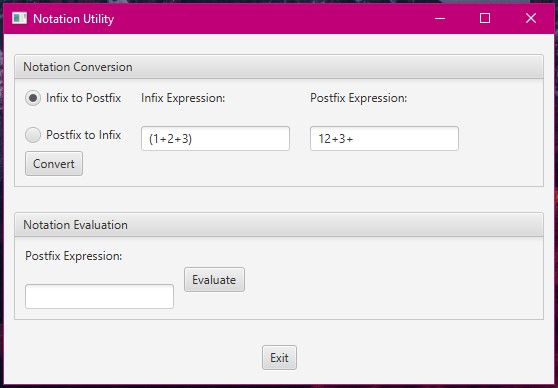 Notation Utility
Notation Conversion
Infix to Postfix
Infix Expression:
Postfix Expression:
Postfix to Infix
(1+2+3)
12+3+
Convert
Notation Evaluation
Postfix Expression:
Evaluate
Exit